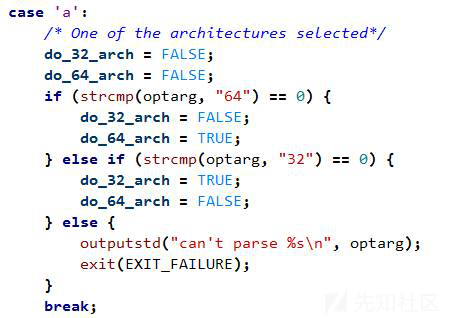 case 'a':
    /* One of the architectures selected*/
    do_32_arch = FALSE;
    do_64_arch = FALSE;
    if (strcmp(optarg, "64") == 0) {
        do_32_arch = FALSE;
        do_64_arch = TRUE;
    } else if (strcmp(optarg, "32") == 0) {
        do_32_arch = TRUE;
        do_64_arch = FALSE;
    } else {
        outputstd("can't parse %s\n", optarg);
        exit(EXIT_FAILURE);
    }
    break;
先知社区